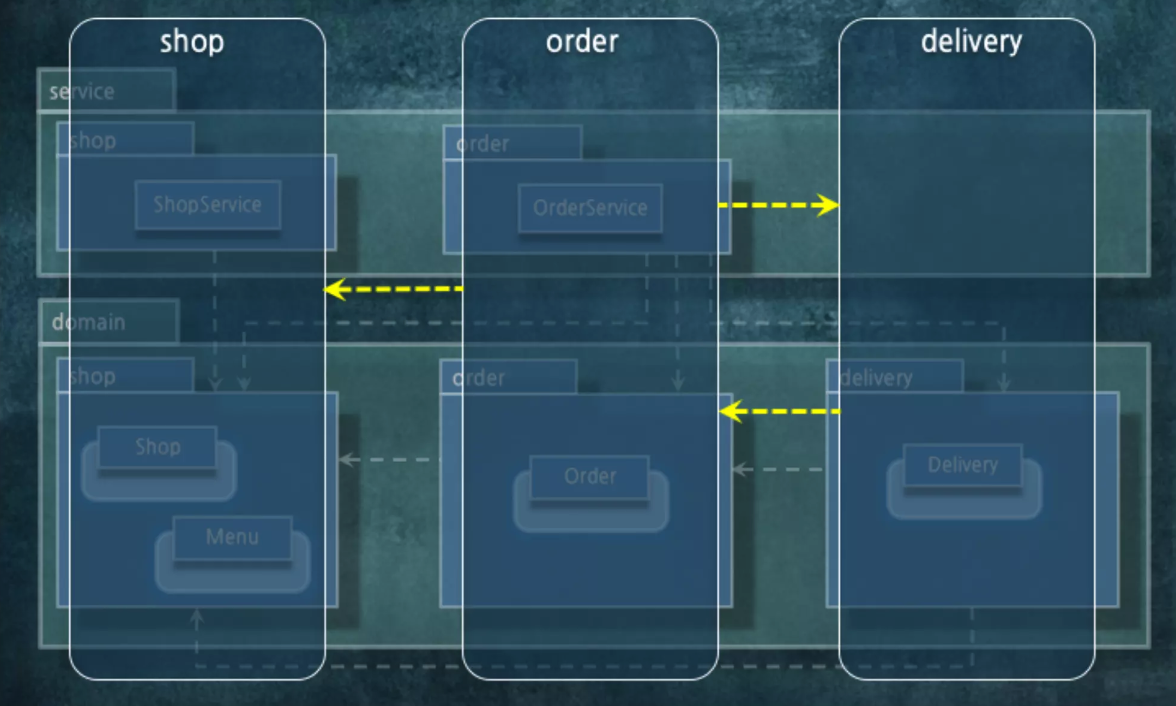 shop
order
delivery
service
shop
order
ShopService
OrderService
domain
shop
order
delivery
Shop
Order
Delivery
Menu